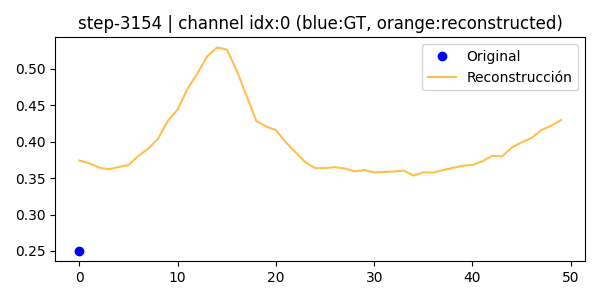 step-3154 | channel idx:0 (blue:GT, orange:reconstructed)
Original
Reconstrucción
0.50
0.45
0.40
0.35
0.30
0.25
0 10 20 30 40 50